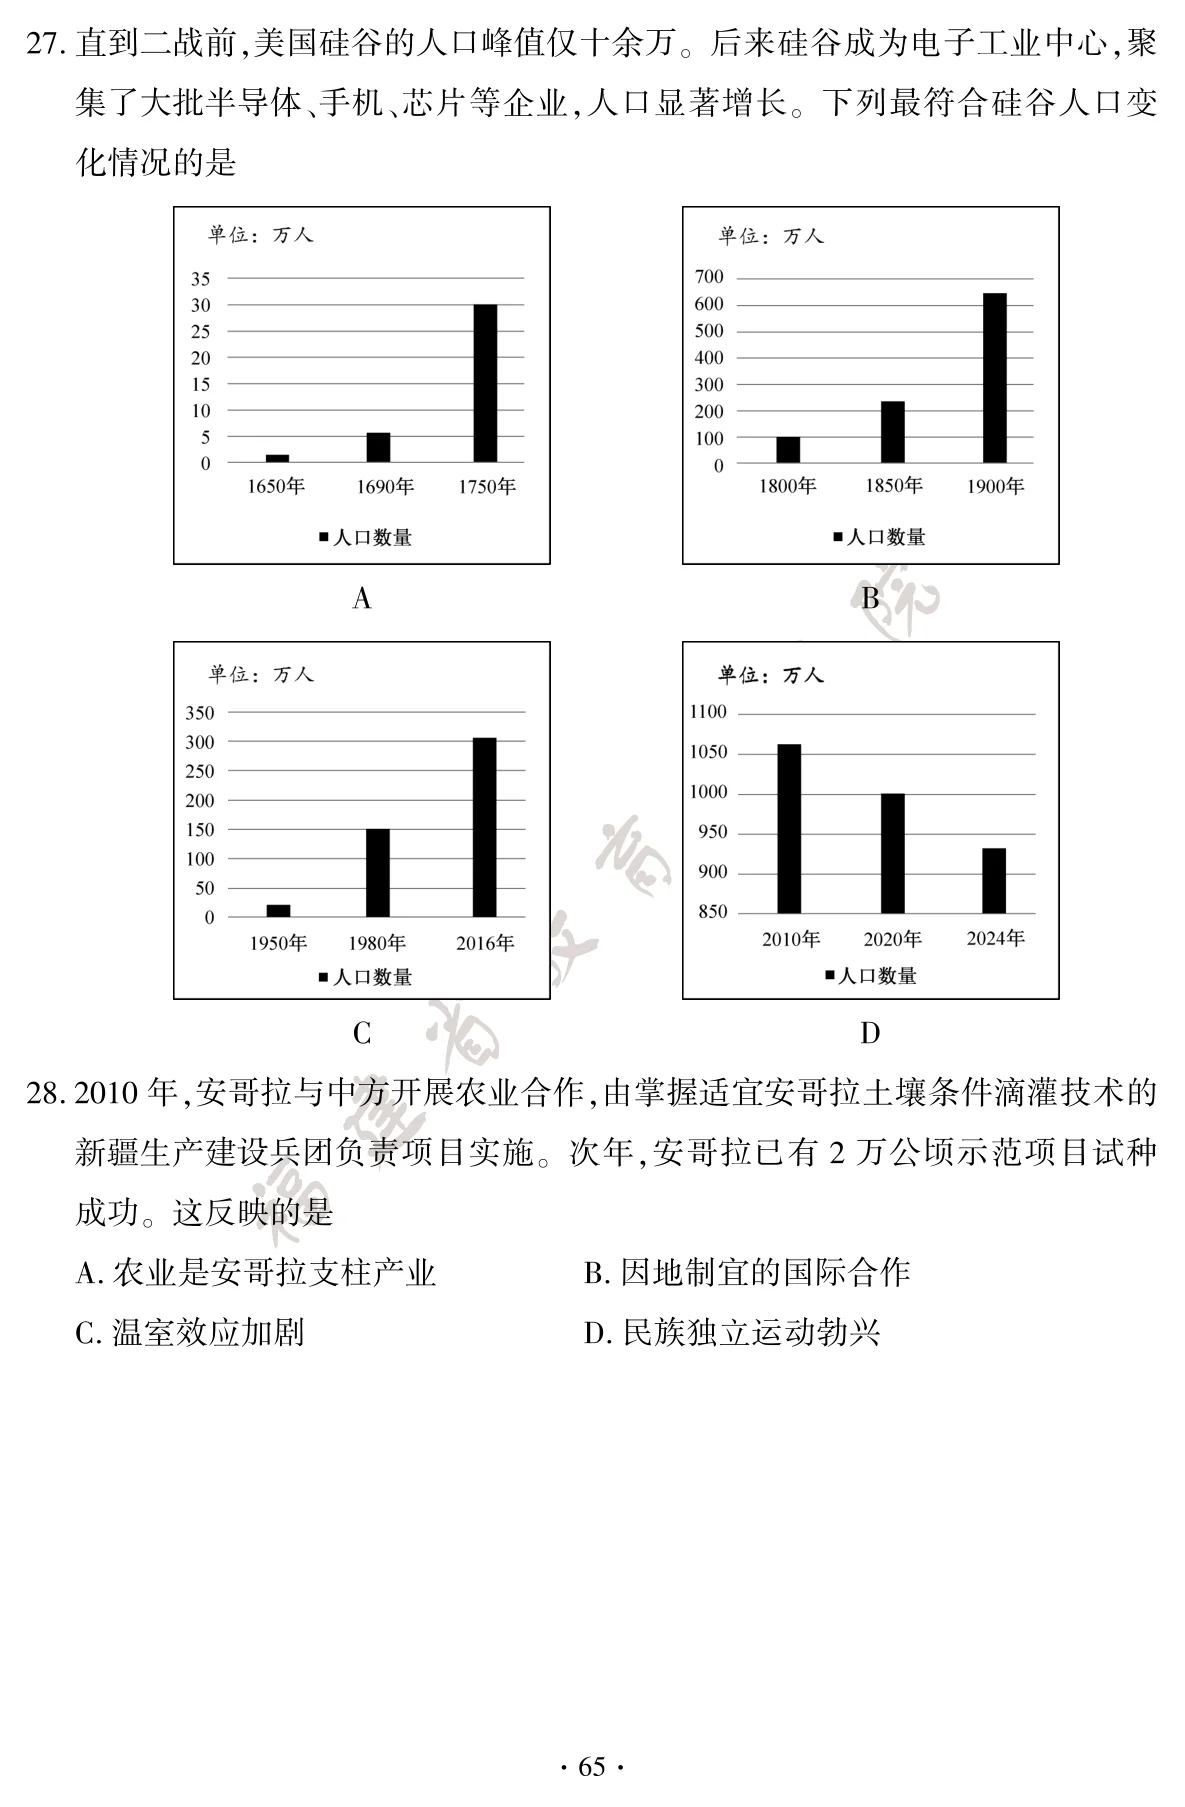 27. 直到二战前,美国硅谷的人口峰值仅十余万。后来硅谷成为电子工业中心,聚
集了大批半导体、手机、芯片等企业,人口显著增长。下列最符合硅谷人口变
化情况的是
单位：万人
35
30
25
20
15
10
5
0
1650年 1690年 1750年
■人口数量
A
单位：万人
700
600
500
400
300
200
100
0
1800年 1850年 1900年
■人口数量
B
单位：万人
350
300
250
200
150
100
50
0
1950年 1980年 2016年
■人口数量
C
单位：万人
1100
1050
1000
950
900
850
2010年 2020年 2024年
■人口数量
D
28. 2010 年,安哥拉与中方开展农业合作,由掌握适宜安哥拉土壤条件滴灌技术的
新疆生产建设兵团负责项目实施。次年,安哥拉已有 2 万公顷示范项目试种
成功。这反映的是
A. 农业是安哥拉支柱产业 B. 因地制宜的国际合作
C. 温室效应加剧 D. 民族独立运动勃兴
福建省教育 院
· 65 ·